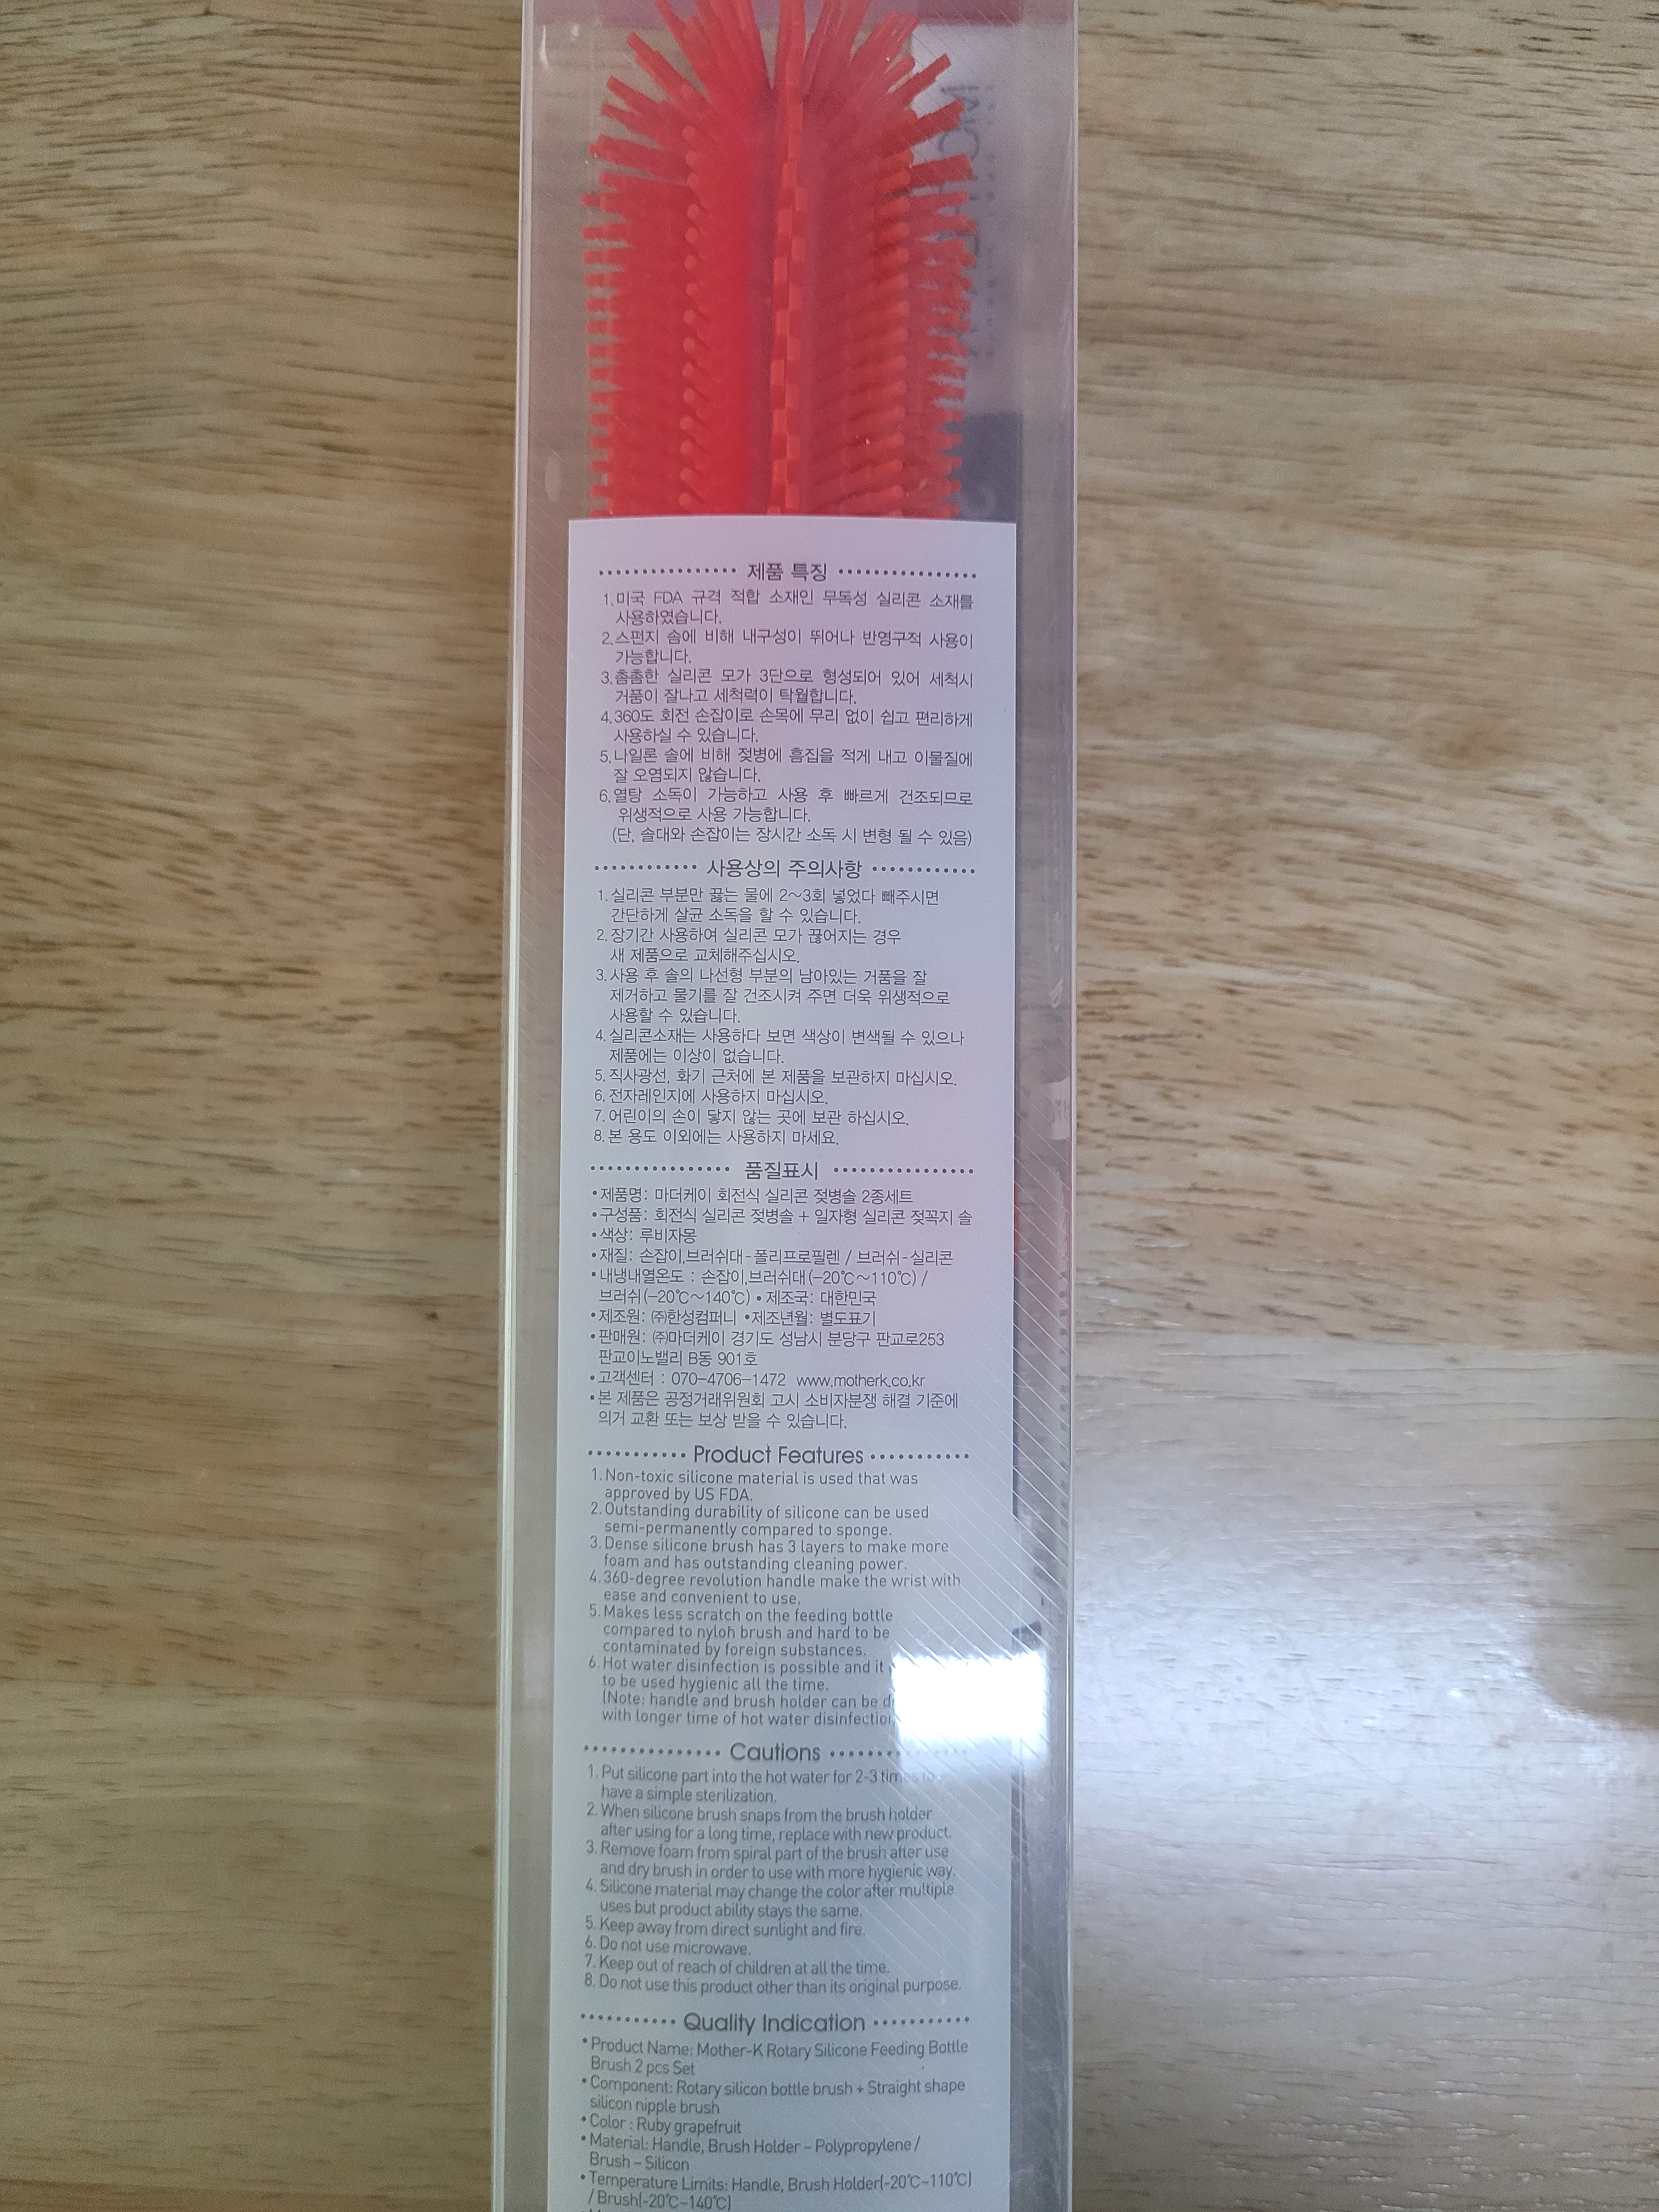 제품 특징
1.미국 FDA 규격 적합 소재인 무독성 실리콘 소재를
사용하였습니다.
2.스펀지 솜에 비해 내구성이 뛰어나 반영구적 사용이
가능합니다.
3.촘촘한 실리콘 모가 3단으로 형성되어 있어 세척시
거품이 잘나고 세척력이 탁월합니다.
4.360도 회전 손잡이로 손목에 무리 없이 쉽고 편리하게
사용하실 수 있습니다.
5.나일론 솔에 비해 젖병에 흠집을 적게 내고 이물질에
잘 오염되지 않습니다.
6.열탕 소독이 가능하고 사용 후 빠르게 건조되므로
위생적으로 사용 가능합니다.
(단, 솔대와 손잡이는 장시간 소독 시 변형 될 수 있음)
사용상의 주의사항
1. 실리콘 부분만 끓는 물에 2~3회 넣었다 빼주시면
간단하게 살균 소독을 할 수 있습니다.
2. 장기간 사용하여 실리콘 모가 끊어지는 경우
새 제품으로 교체해주십시오.
3. 사용 후 솔의 나선형 부분의 남아있는 거품을 잘
제거하고 물기를 잘 건조시켜 주면 더욱 위생적으로
사용할 수 있습니다.
4. 실리콘소재는 사용하다 보면 색상이 변색될 수 있으나
제품에는 이상이 없습니다.
5. 직사광선, 화기 근처에 본 제품을 보관하지 마십시오.
6. 전자레인지에 사용하지 마십시오.
7. 어린이의 손이 닿지 않는 곳에 보관 하십시오.
8. 본 용도 이외에는 사용하지 마세요.
품질표시
•제품명: 마더케이 회전식 실리콘 젖병솔 2종세트
•구성품: 회전식 실리콘 젖병솔 + 일자형 실리콘 젖꼭지 솔
•색상: 루비자몽
•재질: 손잡이,브러쉬대-폴리프로필렌 / 브러쉬-실리콘
•내냉내열온도 : 손잡이,브러쉬대(-20℃~110℃) /
브러쉬(-20℃~140℃) •제조국: 대한민국
•제조원: ㈜한성컴퍼니 •제조년월: 별도표기
•판매원: ㈜마더케이 경기도 성남시 분당구 판교로253
판교이노밸리 B동 901호
•고객센터 : 070-4706-1472 www.motherk.co.kr
•본 제품은 공정거래위원회 고시 소비자분쟁 해결 기준에
의거 교환 또는 보상 받을 수 있습니다.
Product Features
1. Non-toxic silicone material is used that was
approved by US FDA.
2. Outstanding durability of silicone can be used
semi-permanently compared to sponge.
3. Dense silicone brush has 3 layers to make more
foam and has outstanding cleaning power.
4. 360-degree revolution handle make the wrist with
ease and convenient to use.
5. Makes less scratch on the feeding bottle
compared to nyloh brush and hard to be
contaminated by foreign substances.
6. Hot water disinfection is possible and it
to be used hygienic all the time.
(Note: handle and brush holder can be
with longer time of hot water
Cautions
1. Put silicone part into the hot water for 2-3
have a simple sterilization.
2. When silicone brush snaps from the brush holder
after using for a long time, replace with new product.
3. Remove foam from spiral part of the brush after use
and dry brush in order to use with more hygienic way.
4. Silicone material may change the color after multiple
uses but product ability stays the same.
5. Keep away from direct sunlight and fire.
6. Do not use microwave.
7. Keep out of reach of children at all the time.
8. Do not use this product other than its original purpose.
Quality Indication
•Product Name: Mother-K Rotary Silicone Feeding Bottle
Brush 2 pcs Set
•Component: Rotary silicon bottle brush + Straight shape
silicon nipple brush
•Color : Ruby grapefruit
•Material: Handle, Brush Holder – Polypropylene /
Brush – Silicon
•Temperature Limits: Handle, Brush Holder(-20℃~110℃)
/ Brush(-20℃~140℃)